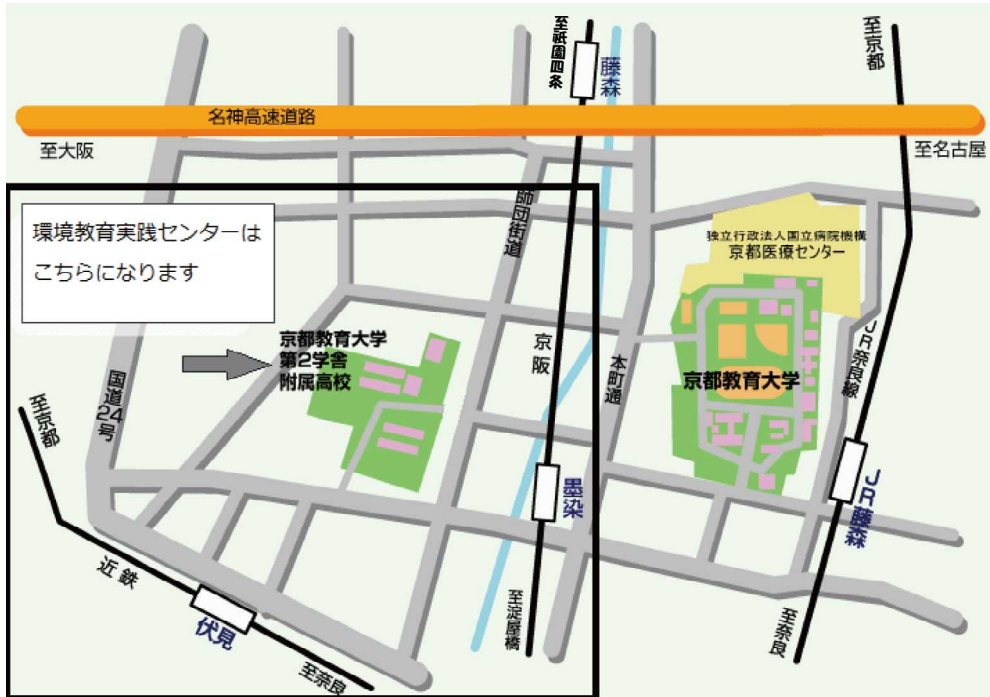 至祇園四条
藤森
至京都
名神高速道路
至大阪
至名古屋
環境教育実践センターは
こちらになります
師団街道
独立行政法人国立病院機構
京都医療センター
京都教育大学
第2学舎
附属高校
京阪
本町通
京都教育大学
JR奈良線
国道24号
至京都
墨染
JR藤森
近鉄
伏見
至淀屋橋
至奈良
至奈良